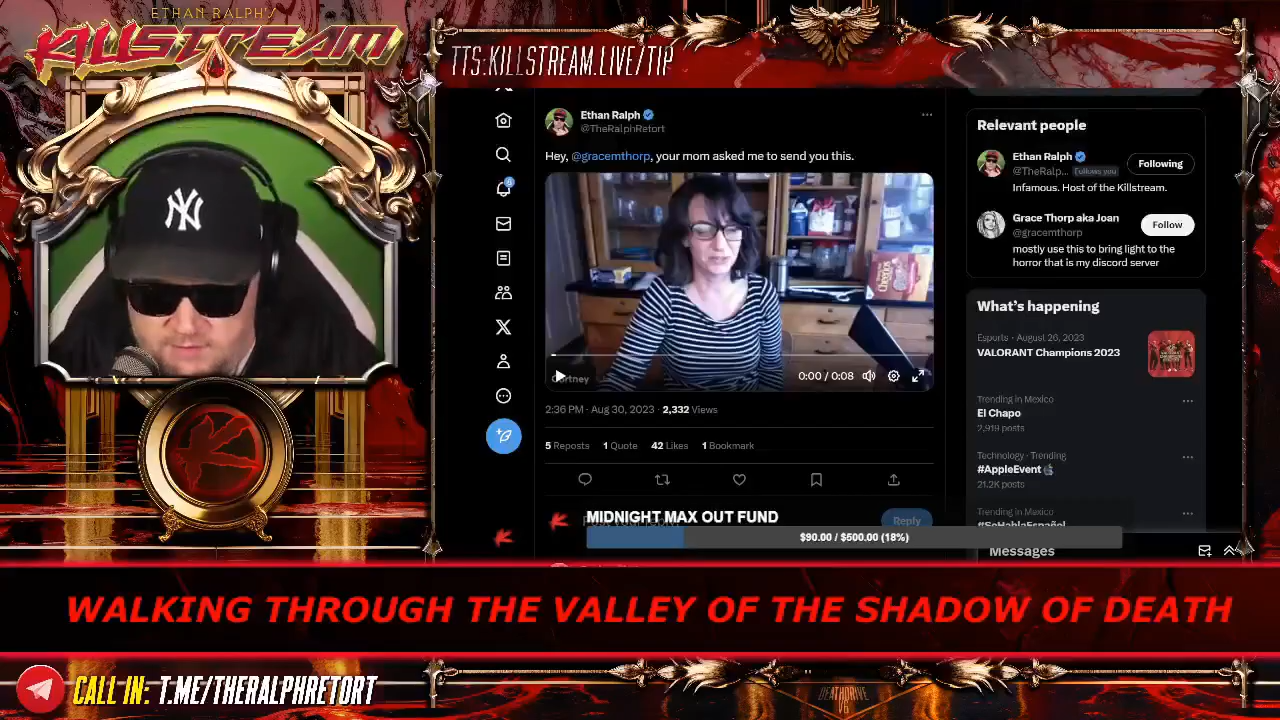 ETHAN RALPH'S
KILLSTREAM
TTS:KILLSTREAM.LIVE/TIP
Ethan Ralph
@TheRalphRetort
Hey, @gracemthorp, your mom asked me to send you this.
0:00 / 0:08
2:36 PM · Aug 30, 2023 · 2,332 Views
5 Reposts 1 Quote 42 Likes 1 Bookmark
Reply
Relevant people
Ethan Ralph
@TheRalp... Follows you
Following
Infamous. Host of the Killstream.
Grace Thorp aka Joan
@gracemthorp
Follow
mostly use this to bring light to the
horror that is my discord server
What's happening
Esports · August 26, 2023
VALORANT Champions 2023
Trending in Mexico
El Chapo
2,919 posts
Technology · Trending
#AppleEvent
21.2K posts
Trending in Mexico
#SoHablaEspañol
Messages
MIDNIGHT MAX OUT FUND
$90.00 / $500.00 (18%)
WALKING THROUGH THE VALLEY OF THE SHADOW OF DEATH
CALL IN: T.ME/THERALPHRETORT